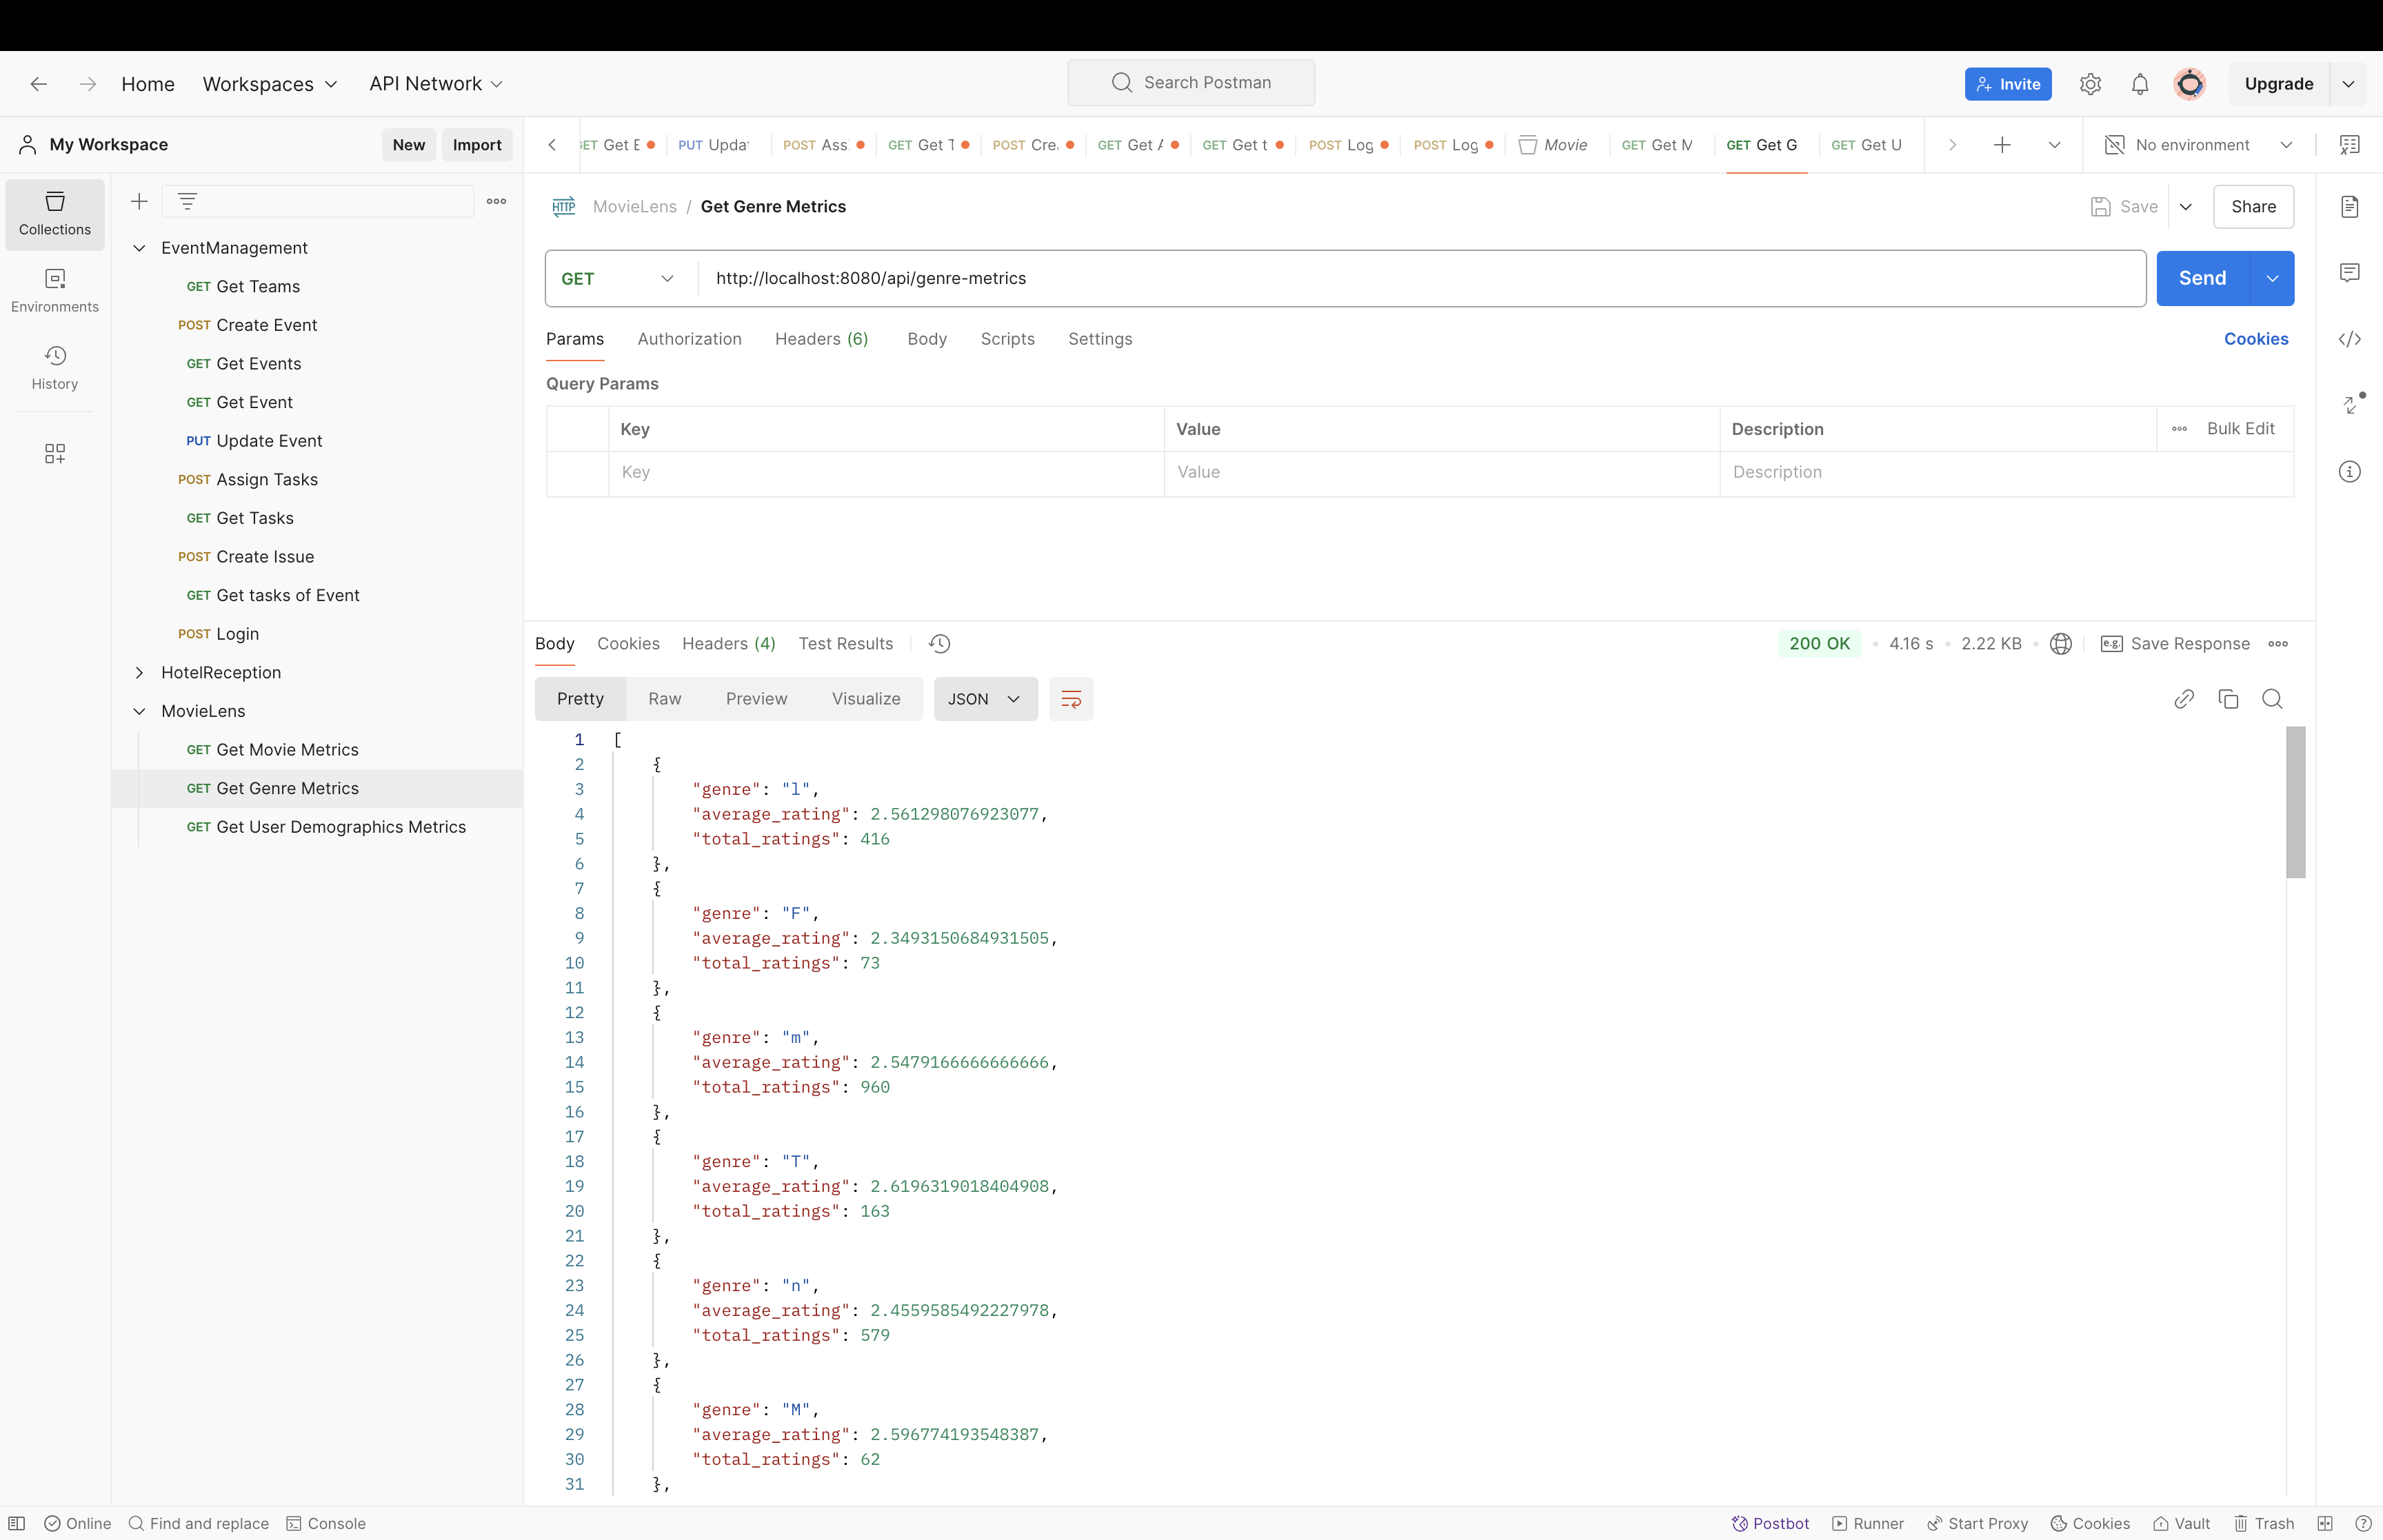 Home Workspaces API Network Search Postman Invite Upgrade
My Workspace New Import
GET Get E PUT Updat POST Ass GET Get T POST Cre GET Get A GET Get t POST Log POST Log Movie GET Get M GET Get G GET Get U No environment
Collections
Environments
History
EventManagement
GET Get Teams
POST Create Event
GET Get Events
GET Get Event
PUT Update Event
POST Assign Tasks
GET Get Tasks
POST Create Issue
GET Get tasks of Event
POST Login
HotelReception
MovieLens
GET Get Movie Metrics
GET Get Genre Metrics
GET Get User Demographics Metrics
HTTP MovieLens / Get Genre Metrics Save Share
GET http://localhost:8080/api/genre-metrics Send
Params Authorization Headers (6) Body Scripts Settings Cookies
Query Params
Key Value Description Bulk Edit
Key Value Description
Body Cookies Headers (4) Test Results 200 OK 4.16 s 2.22 KB e.g. Save Response
Pretty Raw Preview Visualize JSON
1 [
2 {
3 "genre": "l",
4 "average_rating": 2.561298076923077,
5 "total_ratings": 416
6 },
7 {
8 "genre": "F",
9 "average_rating": 2.3493150684931505,
10 "total_ratings": 73
11 },
12 {
13 "genre": "m",
14 "average_rating": 2.5479166666666666,
15 "total_ratings": 960
16 },
17 {
18 "genre": "T",
19 "average_rating": 2.6196319018404908,
20 "total_ratings": 163
21 },
22 {
23 "genre": "n",
24 "average_rating": 2.4559585492227978,
25 "total_ratings": 579
26 },
27 {
28 "genre": "M",
29 "average_rating": 2.596774193548387,
30 "total_ratings": 62
31 },
Online Find and replace Console Postbot Runner Start Proxy Cookies Vault Trash